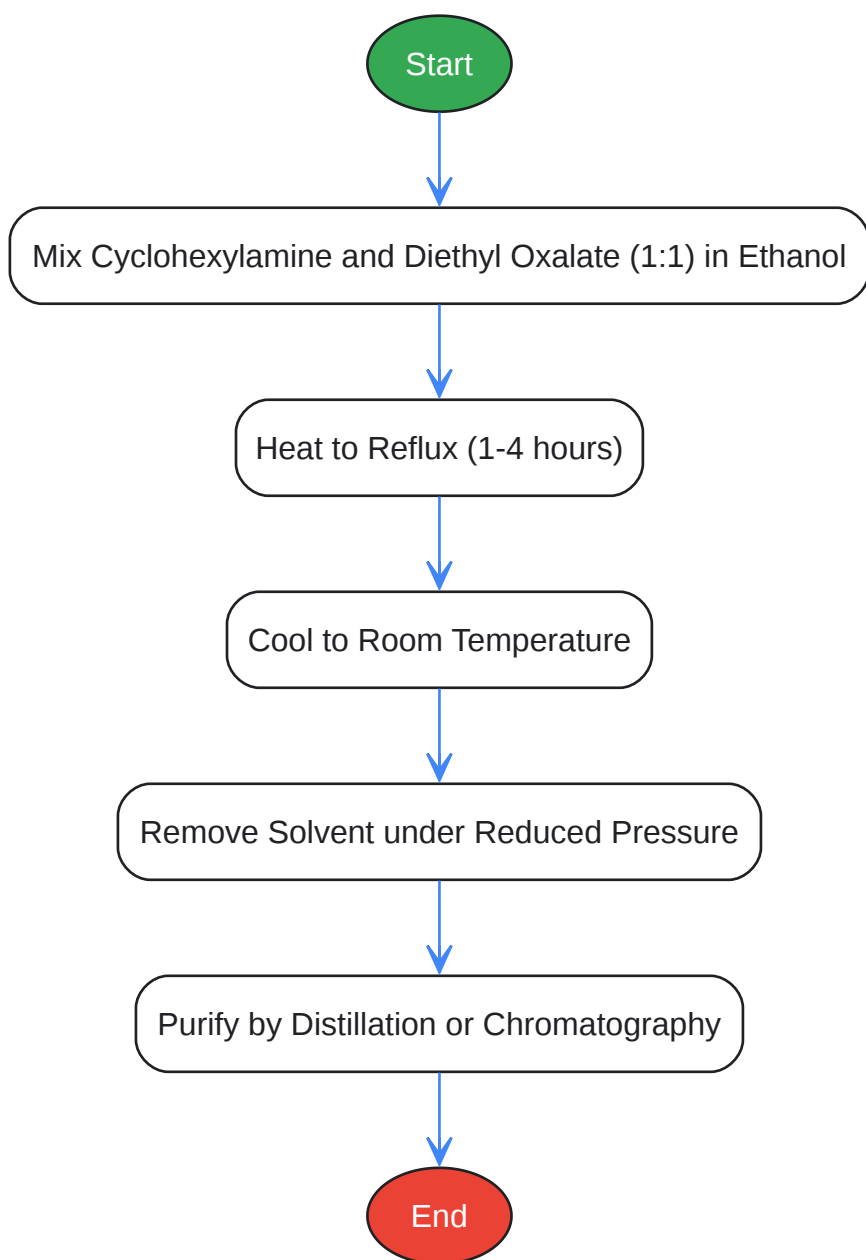 Start
Mix Cyclohexylamine and Diethyl Oxalate (1:1) in Ethanol
Heat to Reflux (1-4 hours)
Cool to Room Temperature
Remove Solvent under Reduced Pressure
Purify by Distillation or Chromatography
End